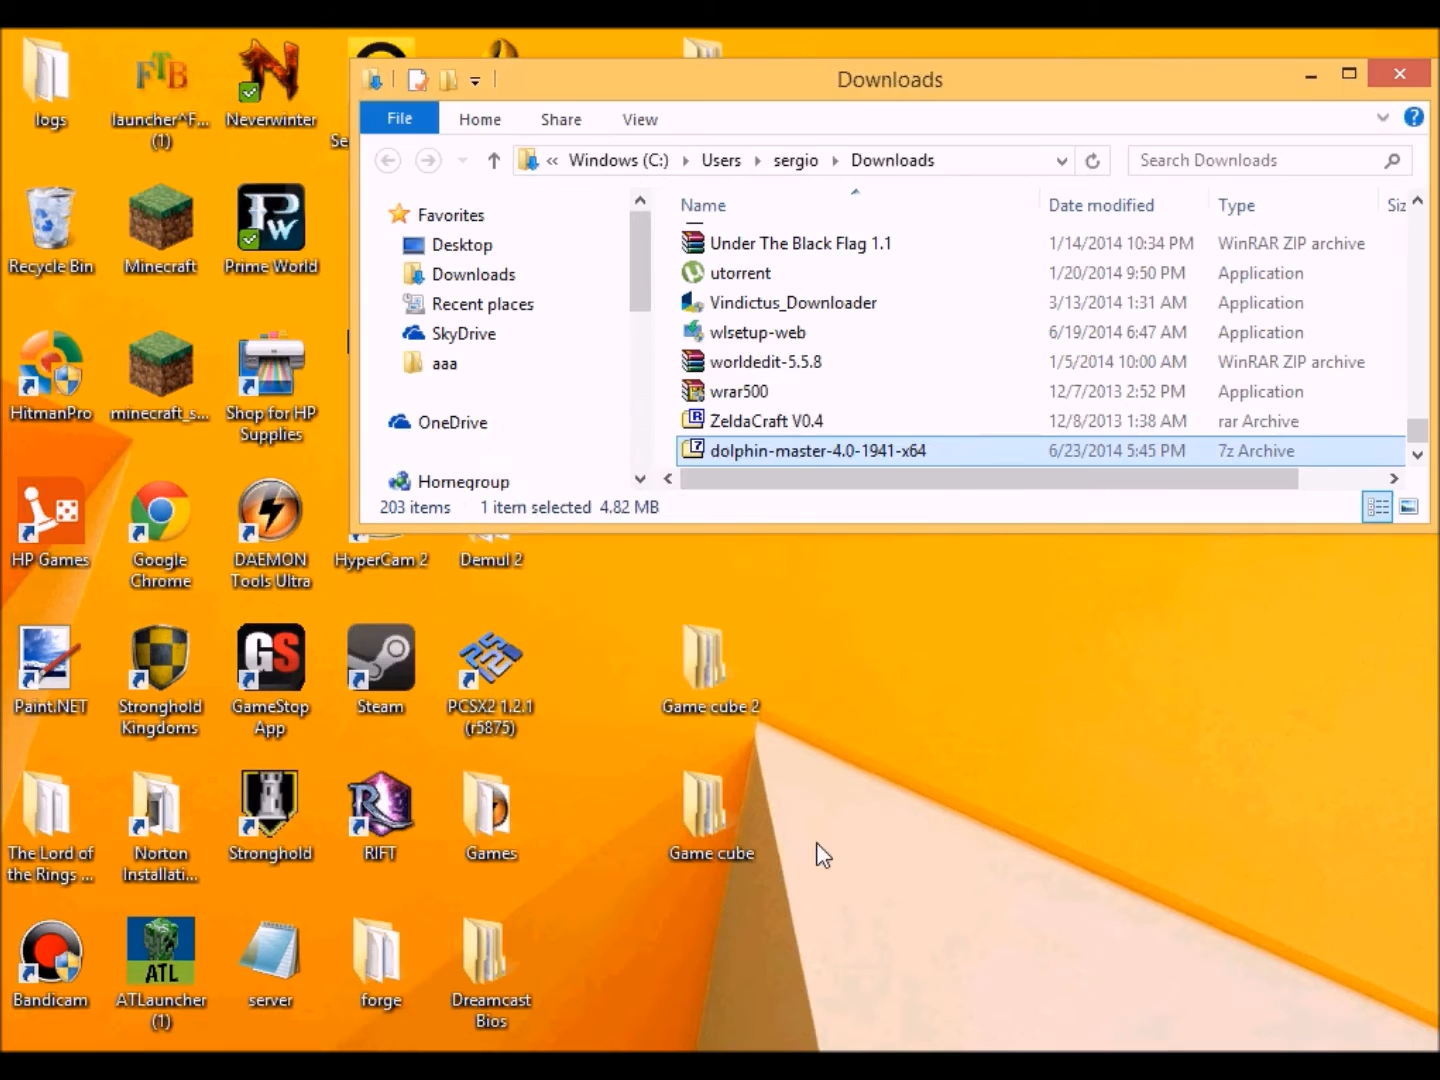 Downloads
File
Home
Share
View
« Windows (C:) Users sergio Downloads
Search Downloads
Favorites
Desktop
Downloads
Recent places
SkyDrive
aaa
OneDrive
Homegroup
Name Date modified Type Siz
Under The Black Flag 1.1 1/14/2014 10:34 PM WinRAR ZIP archive
utorrent 1/20/2014 9:50 PM Application
Vindictus_Downloader 3/13/2014 1:31 AM Application
wlsetup-web 6/19/2014 6:47 AM Application
worldedit-5.5.8 1/5/2014 10:00 AM WinRAR ZIP archive
wrar500 12/7/2013 2:52 PM Application
ZeldaCraft V0.4 12/8/2013 1:38 AM rar Archive
dolphin-master-4.0-1941-x64 6/23/2014 5:45 PM 7z Archive
203 items 1 item selected 4.82 MB
logs
FTB
launcher^F...
(1)
Neverwinter
Se
Recycle Bin
Minecraft
PW
Prime World
HitmanPro
minecraft_s...
Shop for HP
Supplies
HP Games
Google
Chrome
DAEMON
Tools Ultra
HyperCam 2
Demul 2
Paint.NET
Stronghold
Kingdoms
GS
GameStop
App
Steam
PCSX2 1.2.1
(r5875)
Game cube 2
The Lord of
the Rings ...
Norton
Installati...
Stronghold
R
RIFT
Games
Game cube
Bandicam
ATL
ATLauncher
(1)
server
forge
Dreamcast
Bios